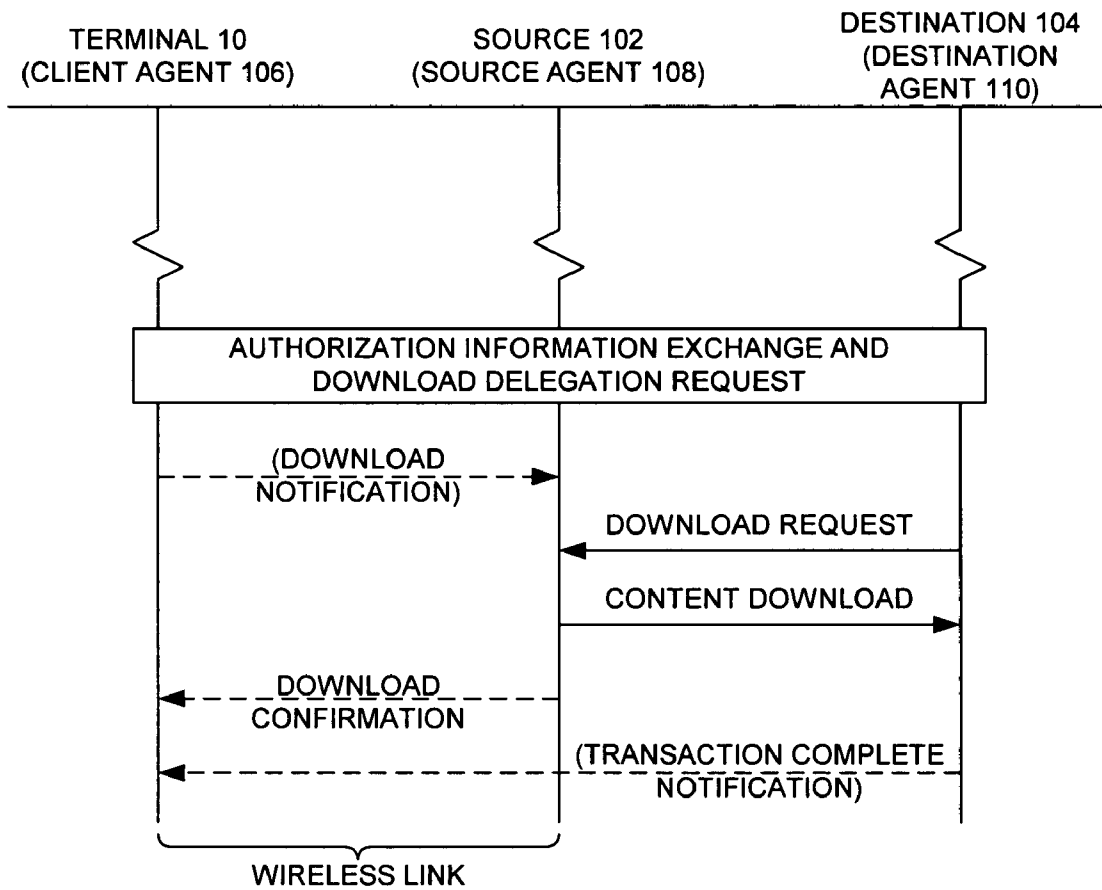 TERMINAL 10
(CLIENT AGENT 106)
SOURCE 102
(SOURCE AGENT 108)
DESTINATION 104
(DESTINATION
AGENT 110)
AUTHORIZATION INFORMATION EXCHANGE AND
DOWNLOAD DELEGATION REQUEST
(DOWNLOAD
NOTIFICATION)
DOWNLOAD REQUEST
CONTENT DOWNLOAD
DOWNLOAD
CONFIRMATION
(TRANSACTION COMPLETE
NOTIFICATION)
WIRELESS LINK